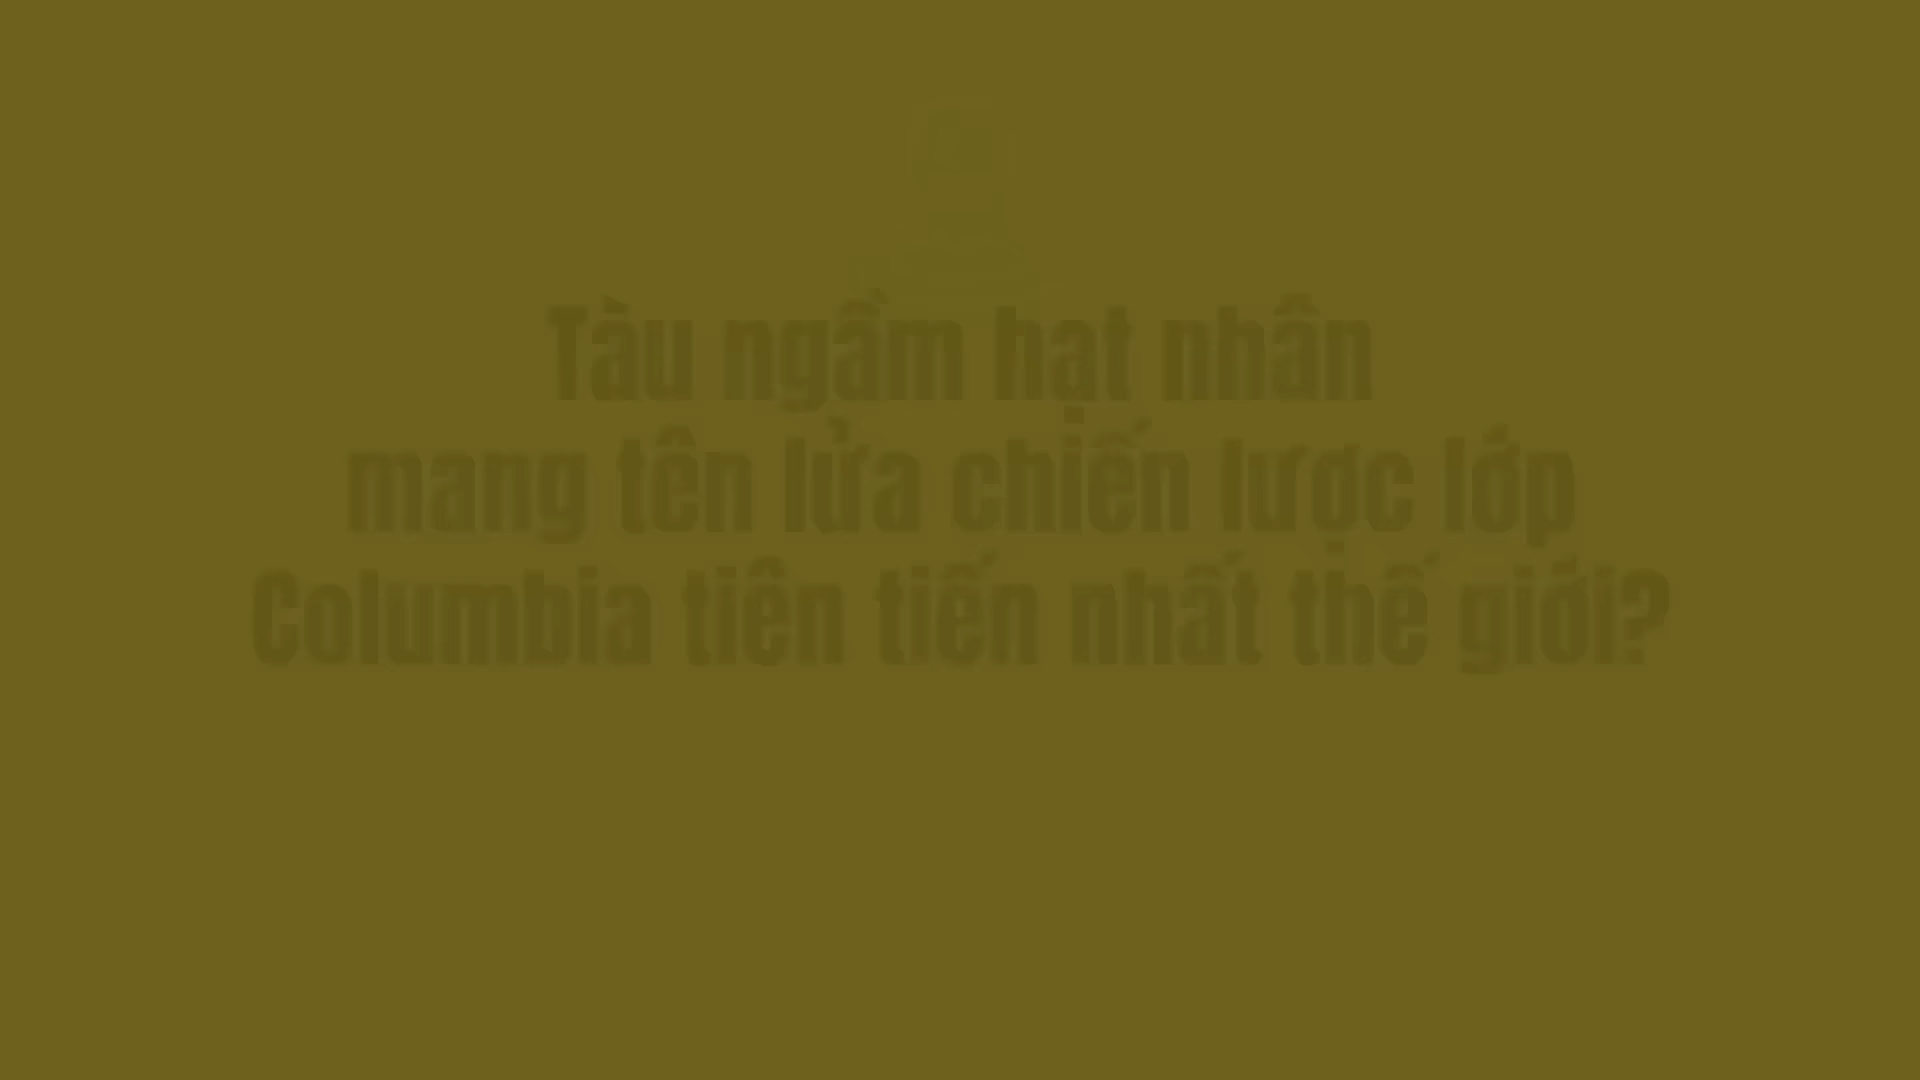 Tàu ngầm hạt nhân
mang tên lửa chiến lược lớp
Columbia tiên tiến nhất thế giới?